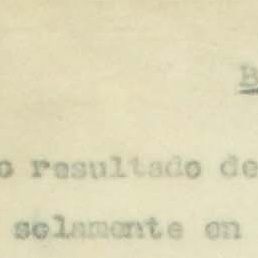 B
o resultado de
solamente en